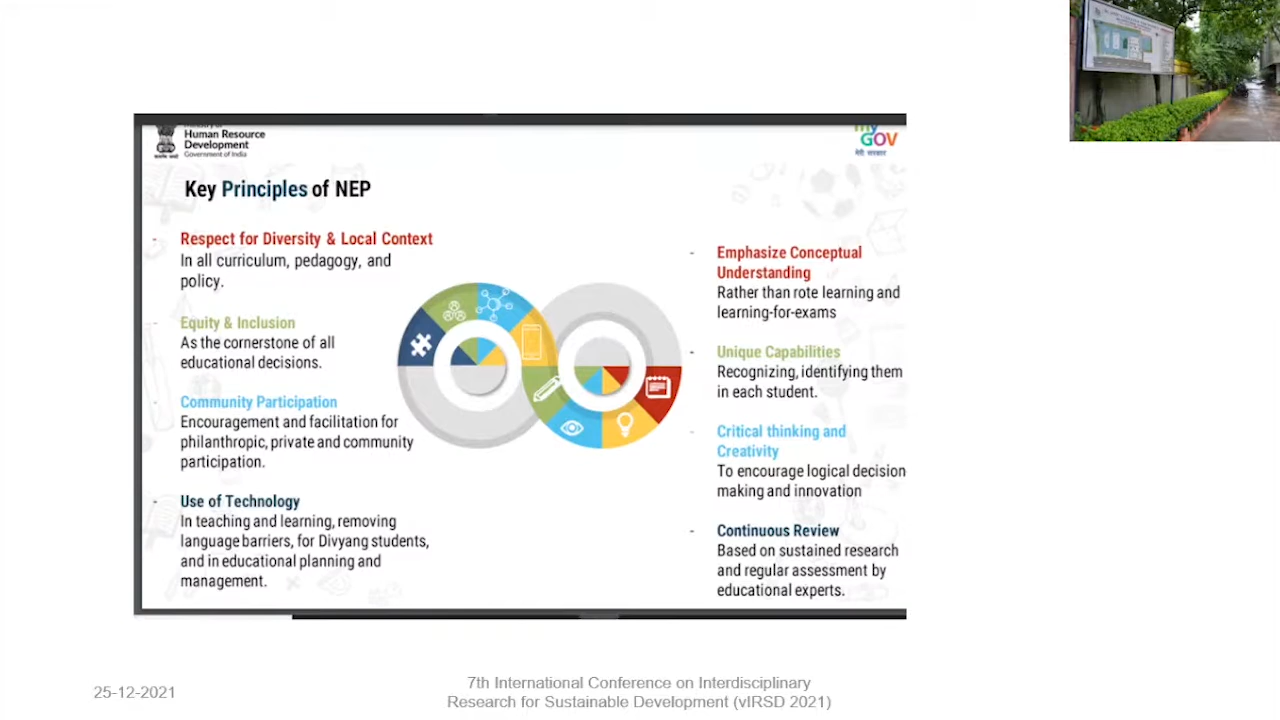 Human Resource
Development
Government of India
my
GOV
मेरी सरकार
Key Principles of NEP
- Respect for Diversity & Local Context
In all curriculum, pedagogy, and
policy.
- Equity & Inclusion
As the cornerstone of all
educational decisions.
- Community Participation
Encouragement and facilitation for
philanthropic, private and community
participation.
- Use of Technology
In teaching and learning, removing
language barriers, for Divyang students,
and in educational planning and
management.
- Emphasize Conceptual
Understanding
Rather than rote learning and
learning-for-exams
- Unique Capabilities
Recognizing, identifying them
in each student.
- Critical thinking and
Creativity
To encourage logical decision
making and innovation
- Continuous Review
Based on sustained research
and regular assessment by
educational experts.
25-12-2021
7th International Conference on Interdisciplinary
Research for Sustainable Development (vIRSD 2021)